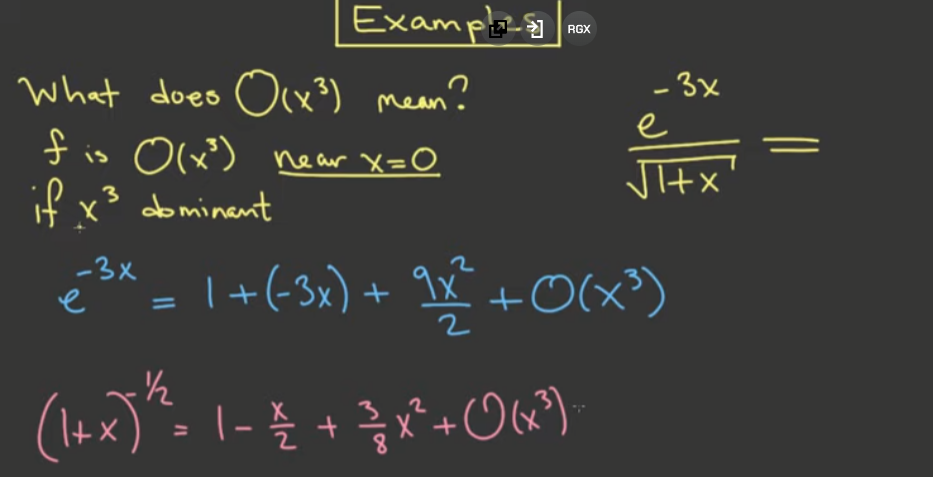 Examples
RGX
What does O(x³) mean?
f is O(x³) near x=0
if x³ dominant
e^{-3x} / √(1+x) =
e^{-3x} = 1 + (-3x) + 9x²/2 + O(x³)
(1+x)^{-1/2} = 1 - x/2 + 3/8 x² + O(x³)